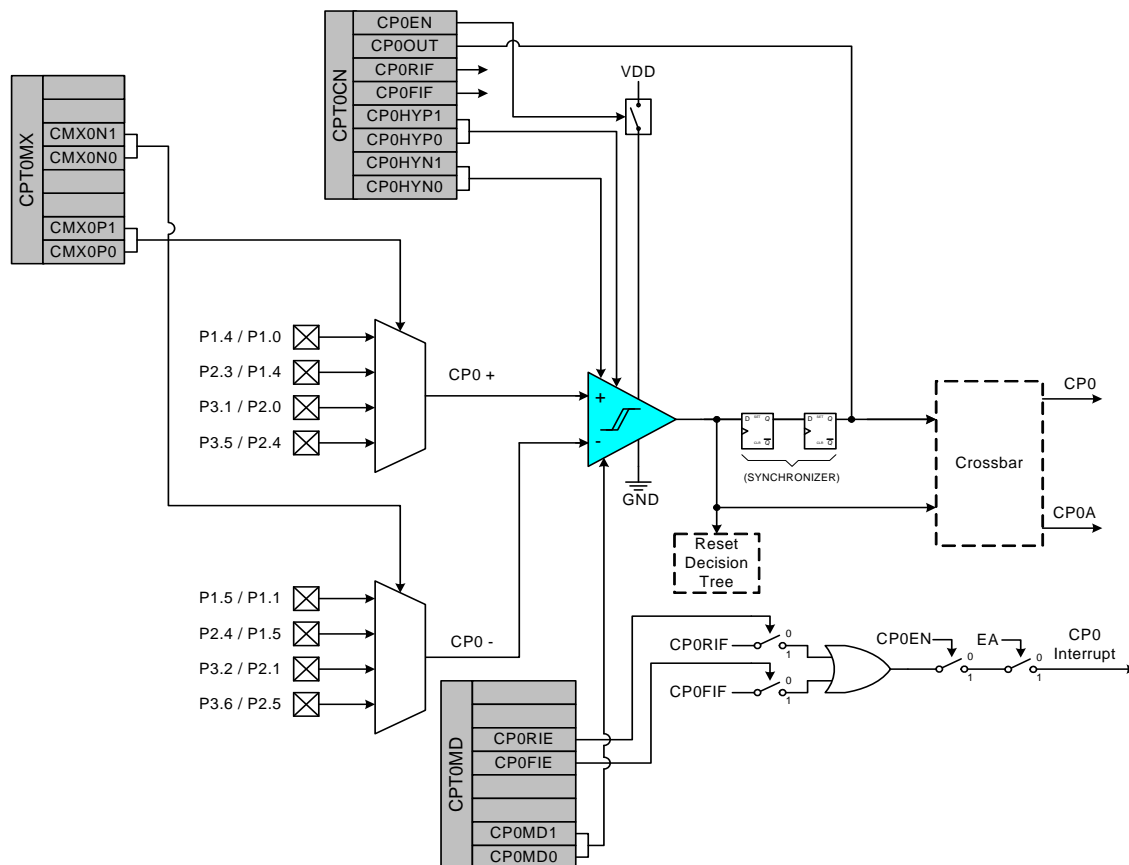 CPT0CN
CP0EN
CP0OUT
CP0RIF
CP0FIF
CP0HYP1
CP0HYP0
CP0HYN1
CP0HYN0
VDD
CPT0MX
CMX0N1
CMX0N0
CMX0P1
CMX0P0
P1.4 / P1.0
P2.3 / P1.4
P3.1 / P2.0
P3.5 / P2.4
CP0 +
+
-
GND
D SET Q
CLR Q
D SET Q
CLR Q
(SYNCHRONIZER)
Crossbar
CP0
CP0A
Reset
Decision
Tree
P1.5 / P1.1
P2.4 / P1.5
P3.2 / P2.1
P3.6 / P2.5
CP0 -
CPT0MD
CP0RIE
CP0FIE
CP0MD1
CP0MD0
CP0RIF
0
1
CP0FIF
0
1
CP0EN
0
1
EA
0
1
CP0
Interrupt